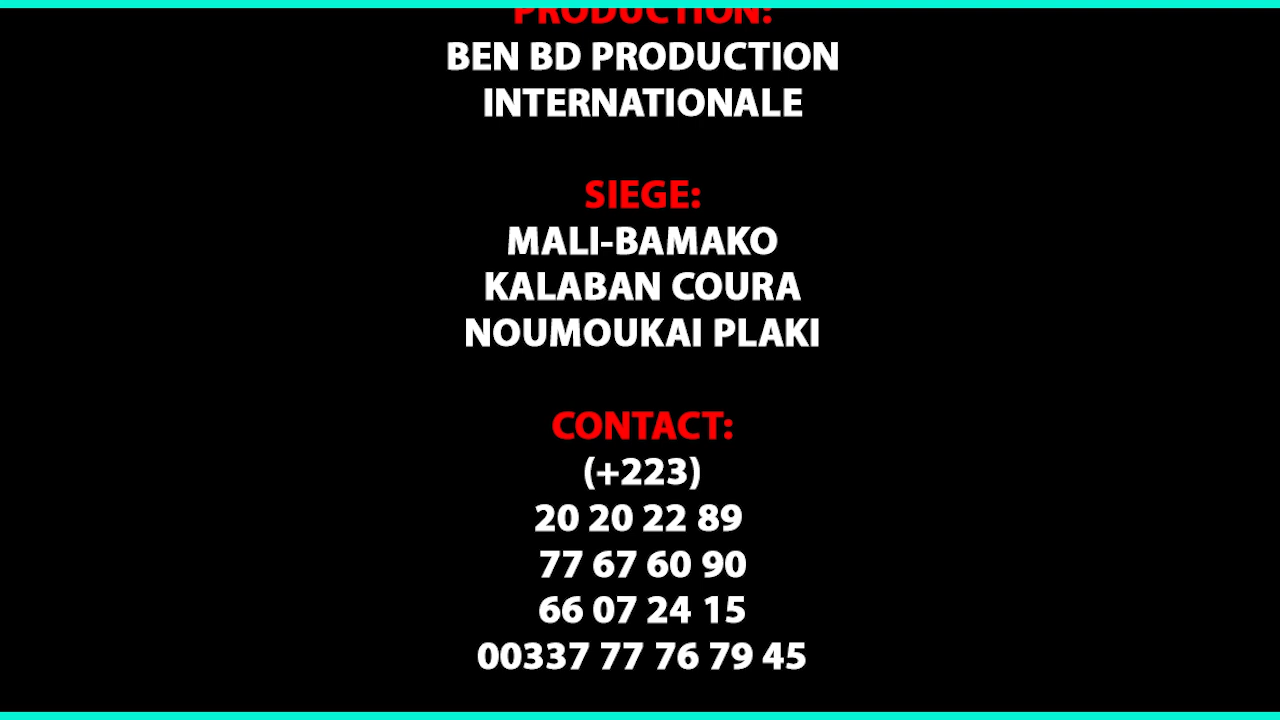 PRODUCTION:
BEN BD PRODUCTION
INTERNATIONALE
SIEGE:
MALI-BAMAKO
KALABAN COURA
NOUMOUKAI PLAKI
CONTACT:
(+223)
20 20 22 89
77 67 60 90
66 07 24 15
00337 77 76 79 45